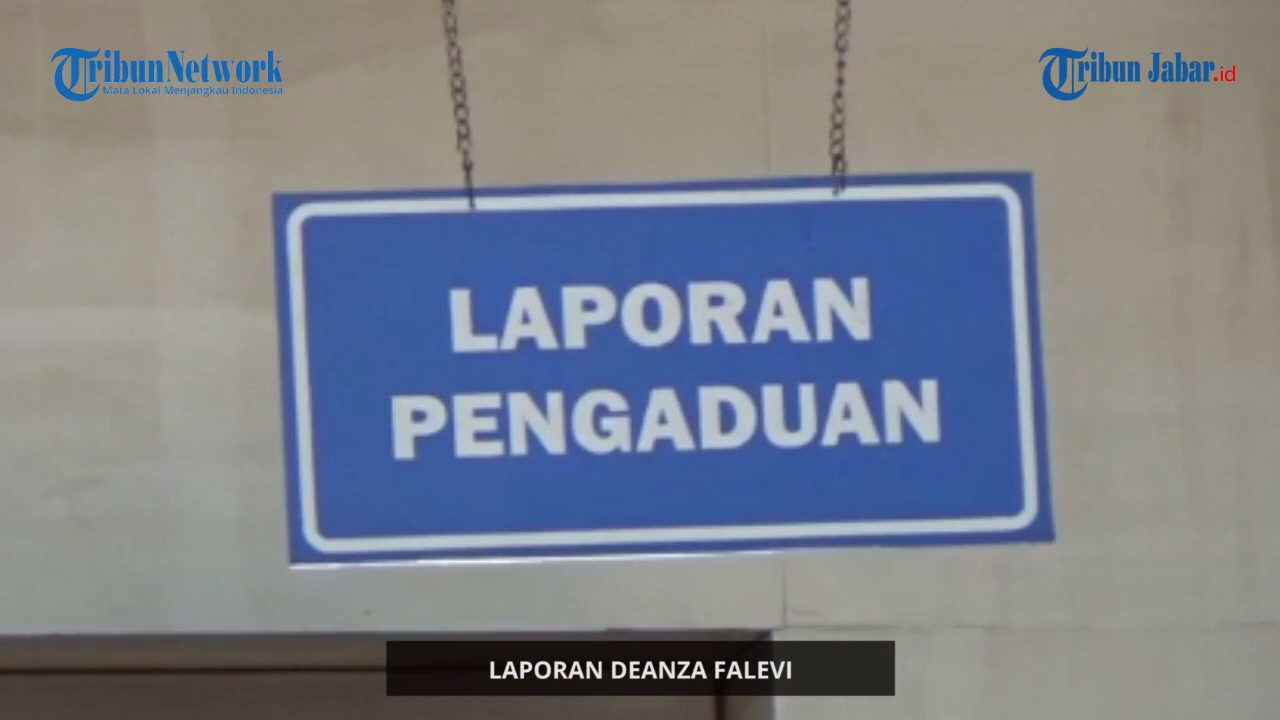 TribunNetwork
Mata Lokal Menjangkau Indonesia
Tribun Jabar.id
LAPORAN
PENGADUAN
LAPORAN DEANZA FALEVI